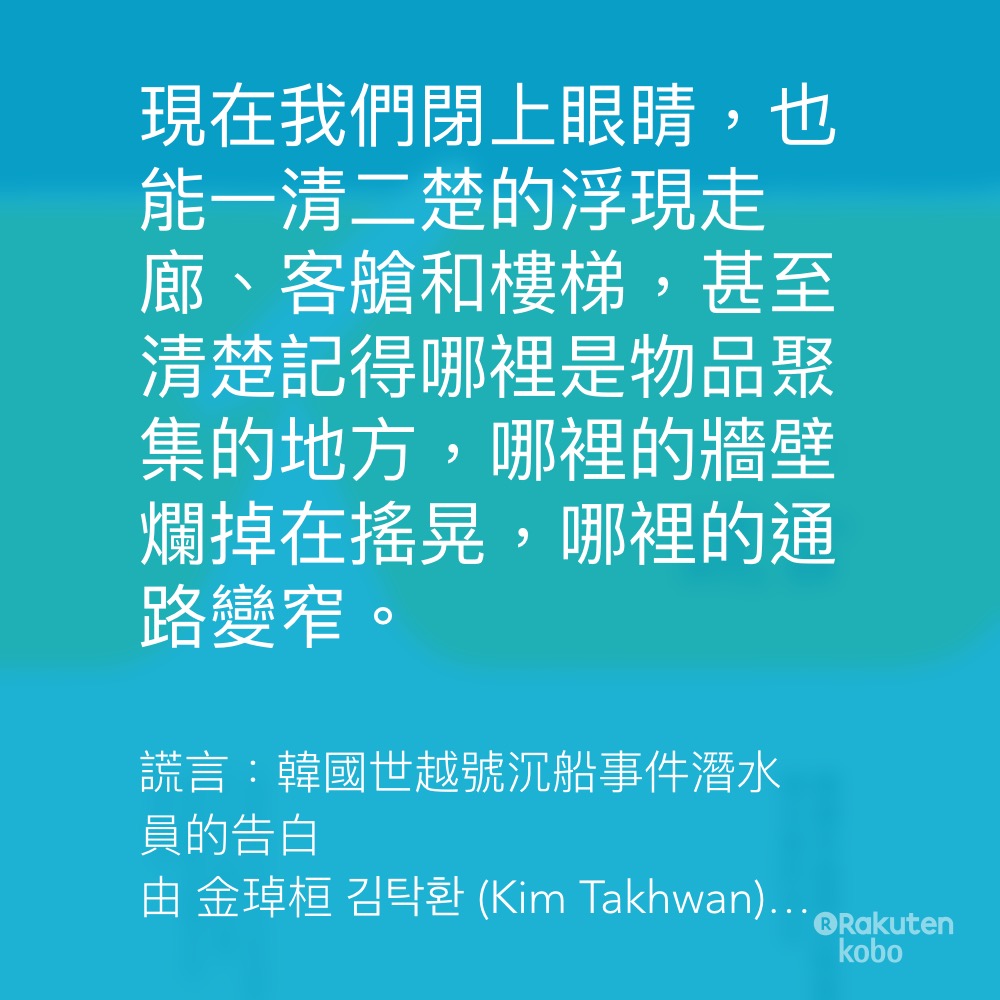 現在我們閉上眼睛，也
能一清二楚的浮現走
廊、客艙和樓梯，甚至
清楚記得哪裡是物品聚
集的地方，哪裡的牆壁
爛掉在搖晃，哪裡的通
路變窄。
謊言：韓國世越號沉船事件潛水
員的告白
由 金琸桓 김탁환 (Kim Takhwan)...
Rakuten
kobo